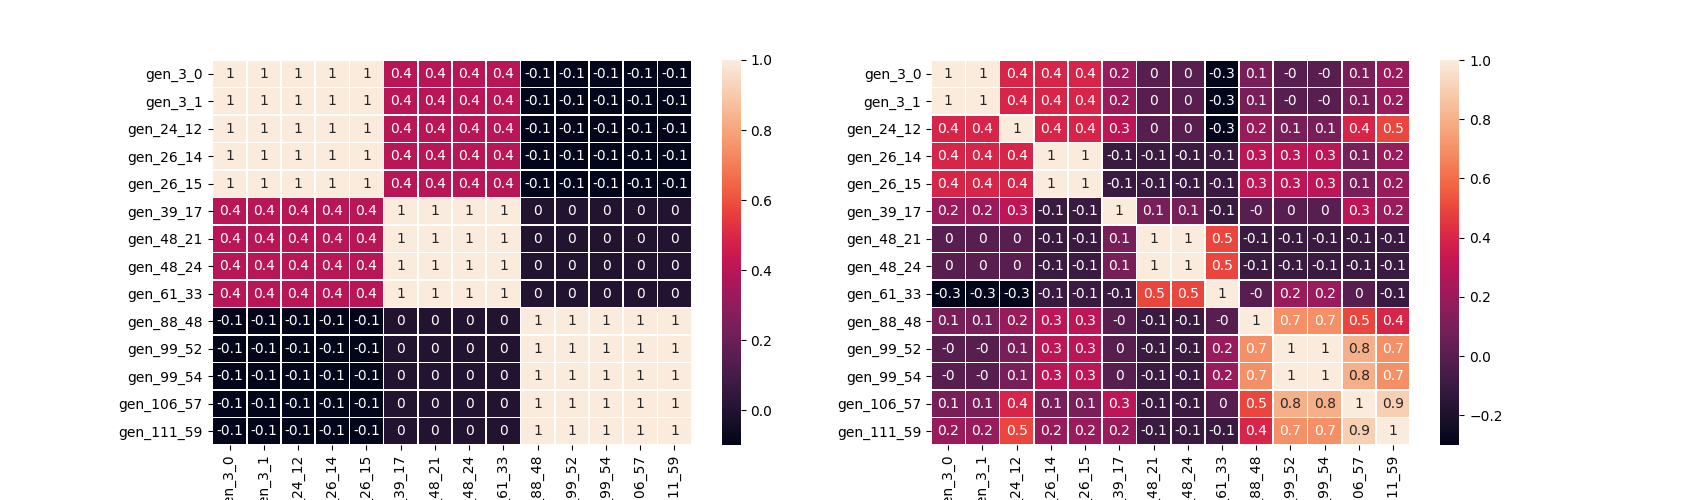 gen_3_0 1 1 1 1 1 0.4 0.4 0.4 0.4 -0.1 -0.1 -0.1 -0.1 -0.1
gen_3_1 1 1 1 1 1 0.4 0.4 0.4 0.4 -0.1 -0.1 -0.1 -0.1 -0.1
gen_24_12 1 1 1 1 1 0.4 0.4 0.4 0.4 -0.1 -0.1 -0.1 -0.1 -0.1
gen_26_14 1 1 1 1 1 0.4 0.4 0.4 0.4 -0.1 -0.1 -0.1 -0.1 -0.1
gen_26_15 1 1 1 1 1 0.4 0.4 0.4 0.4 -0.1 -0.1 -0.1 -0.1 -0.1
gen_39_17 0.4 0.4 0.4 0.4 0.4 1 1 1 1 0 0 0 0 0
gen_48_21 0.4 0.4 0.4 0.4 0.4 1 1 1 1 0 0 0 0 0
gen_48_24 0.4 0.4 0.4 0.4 0.4 1 1 1 1 0 0 0 0 0
gen_61_33 0.4 0.4 0.4 0.4 0.4 1 1 1 1 0 0 0 0 0
gen_88_48 -0.1 -0.1 -0.1 -0.1 -0.1 0 0 0 0 1 1 1 1 1
gen_99_52 -0.1 -0.1 -0.1 -0.1 -0.1 0 0 0 0 1 1 1 1 1
gen_99_54 -0.1 -0.1 -0.1 -0.1 -0.1 0 0 0 0 1 1 1 1 1
gen_106_57 -0.1 -0.1 -0.1 -0.1 -0.1 0 0 0 0 1 1 1 1 1
gen_111_59 -0.1 -0.1 -0.1 -0.1 -0.1 0 0 0 0 1 1 1 1 1
en_3_0 en_3_1 _24_12 _26_14 _26_15 _39_17 _48_21 _48_24 _61_33 _88_48 _99_52 _99_54 06_57 11_59
1.0
0.8
0.6
0.4
0.2
0.0
gen_3_0 1 1 0.4 0.4 0.4 0.2 0 0 -0.3 0.1 -0 -0 0.1 0.2
gen_3_1 1 1 0.4 0.4 0.4 0.2 0 0 -0.3 0.1 -0 -0 0.1 0.2
gen_24_12 0.4 0.4 1 0.4 0.4 0.3 0 0 -0.3 0.2 0.1 0.1 0.4 0.5
gen_26_14 0.4 0.4 0.4 1 1 -0.1 -0.1 -0.1 -0.1 0.3 0.3 0.3 0.1 0.2
gen_26_15 0.4 0.4 0.4 1 1 -0.1 -0.1 -0.1 -0.1 0.3 0.3 0.3 0.1 0.2
gen_39_17 0.2 0.2 0.3 -0.1 -0.1 1 0.1 0.1 -0.1 -0 0 0 0.3 0.2
gen_48_21 0 0 0 -0.1 -0.1 0.1 1 1 0.5 -0.1 -0.1 -0.1 -0.1 -0.1
gen_48_24 0 0 0 -0.1 -0.1 0.1 1 1 0.5 -0.1 -0.1 -0.1 -0.1 -0.1
gen_61_33 -0.3 -0.3 -0.3 -0.1 -0.1 -0.1 0.5 0.5 1 -0 0.2 0.2 0 -0.1
gen_88_48 0.1 0.1 0.2 0.3 0.3 -0 -0.1 -0.1 -0 1 0.7 0.7 0.5 0.4
gen_99_52 -0 -0 0.1 0.3 0.3 0 -0.1 -0.1 0.2 0.7 1 1 0.8 0.7
gen_99_54 -0 -0 0.1 0.3 0.3 0 -0.1 -0.1 0.2 0.7 1 1 0.8 0.7
gen_106_57 0.1 0.1 0.4 0.1 0.1 0.3 -0.1 -0.1 0 0.5 0.8 0.8 1 0.9
gen_111_59 0.2 0.2 0.5 0.2 0.2 0.2 -0.1 -0.1 -0.1 0.4 0.7 0.7 0.9 1
en_3_0 en_3_1 _24_12 _26_14 _26_15 _39_17 _48_21 _48_24 _61_33 _88_48 _99_52 _99_54 06_57 11_59
1.0
0.8
0.6
0.4
0.2
0.0
−0.2